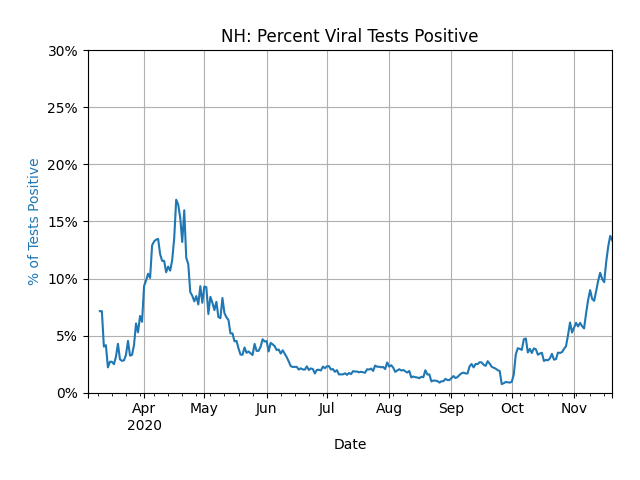 NH: Percent Viral Tests Positive
30%
25%
20%
15%
10%
5%
0%
% of Tests Positive
Apr May Jun Jul Aug Sep Oct Nov
2020
Date